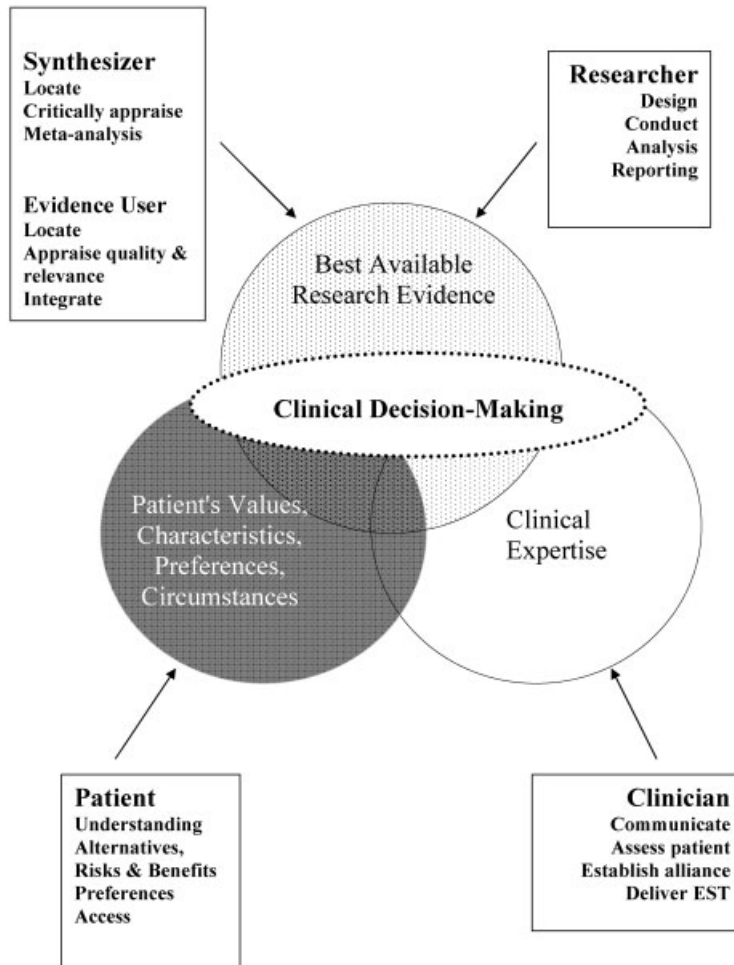 Synthesizer
Locate
Critically appraise
Meta-analysis
Evidence User
Locate
Appraise quality &
relevance
Integrate
Researcher
Design
Conduct
Analysis
Reporting
Best Available
Research Evidence
Clinical Decision-Making
Patient's Values,
Characteristics,
Preferences,
Circumstances
Clinical
Expertise
Patient
Understanding
Alternatives,
Risks & Benefits
Preferences
Access
Clinician
Communicate
Assess patient
Establish alliance
Deliver EST